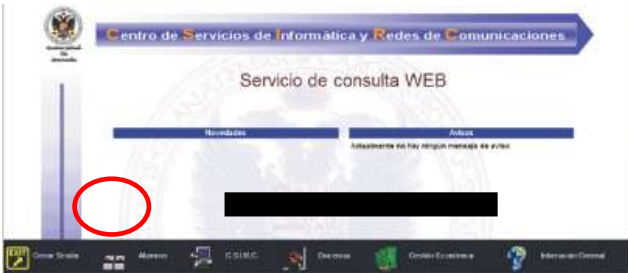 Centro de Servicios de Informática y Redes de Comunicaciones
Servicio de consulta WEB
Novedades
Avisos
Actualmente no hay ningún mensaje de aviso
EXIT
Cerrar Sesión
Alumnos
C.S.I.R.C.
Docencia
Gestión Económica
Información General